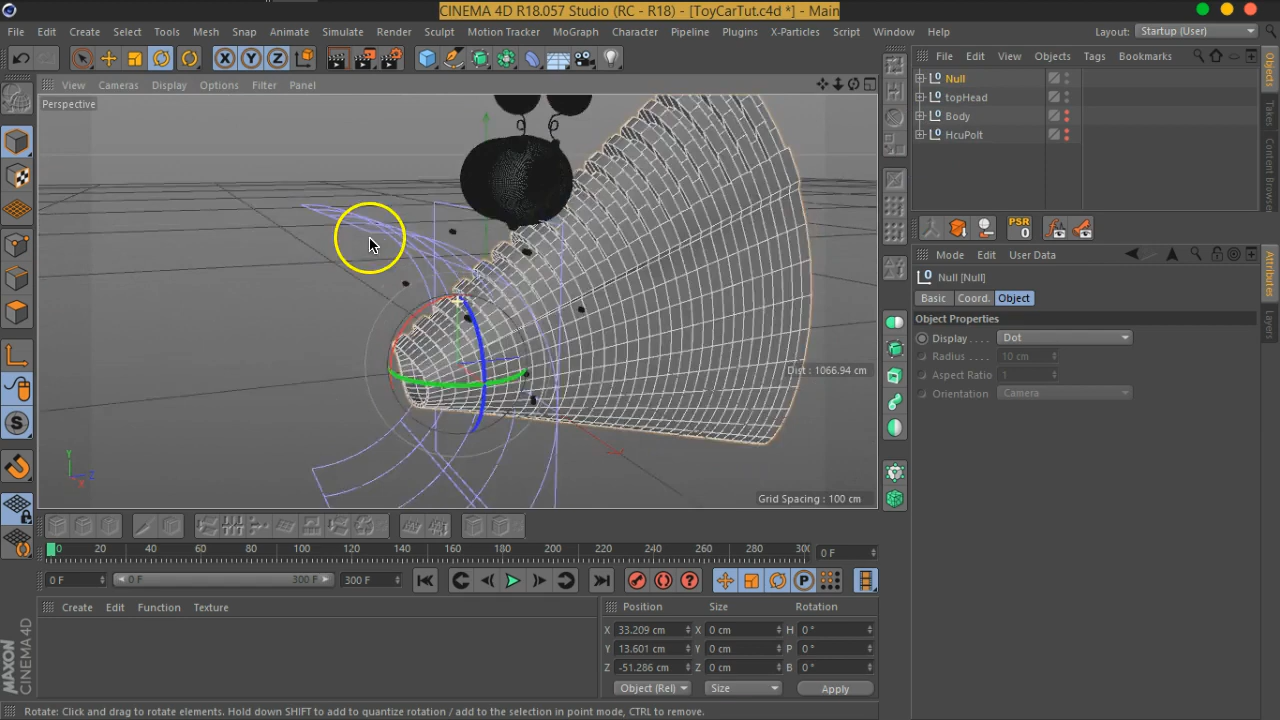 CINEMA 4D R18.057 Studio (RC - R18) - [ToyCarTut.c4d *] - Main
File Edit Create Select Tools Mesh Snap Animate Simulate Render Sculpt Motion Tracker MoGraph Character Pipeline Plugins X-Particles Script Window Help Layout: Startup (User)
X Y Z
File Edit View Objects Tags Bookmarks
View Cameras Display Options Filter Panel
Perspective
Null
topHead
Body
HcuPolt
Objects
Takes
Content Browser
PSR
0
Mode Edit User Data
Null [Null]
Basic Coord. Object
Object Properties
Display . . . . Dot
Radius . . . . 10 cm
Aspect Ratio 1
Orientation Camera
Attributes
Layers
Dist : 1066.94 cm
Y
Z
X
Grid Spacing : 100 cm
0 20 40 60 80 100 120 140 160 180 200 220 240 260 280 30 0 F
0 F 0 F 300 F 300 F
P
Create Edit Function Texture
Position Size Rotation
X 33.209 cm X 0 cm H 0 °
Y 13.601 cm Y 0 cm P 0 °
Z -51.286 cm Z 0 cm B 0 °
Object (Rel) Size Apply
MAXON
CINEMA 4D
Rotate: Click and drag to rotate elements. Hold down SHIFT to add to quantize rotation / add to the selection in point mode, CTRL to remove.